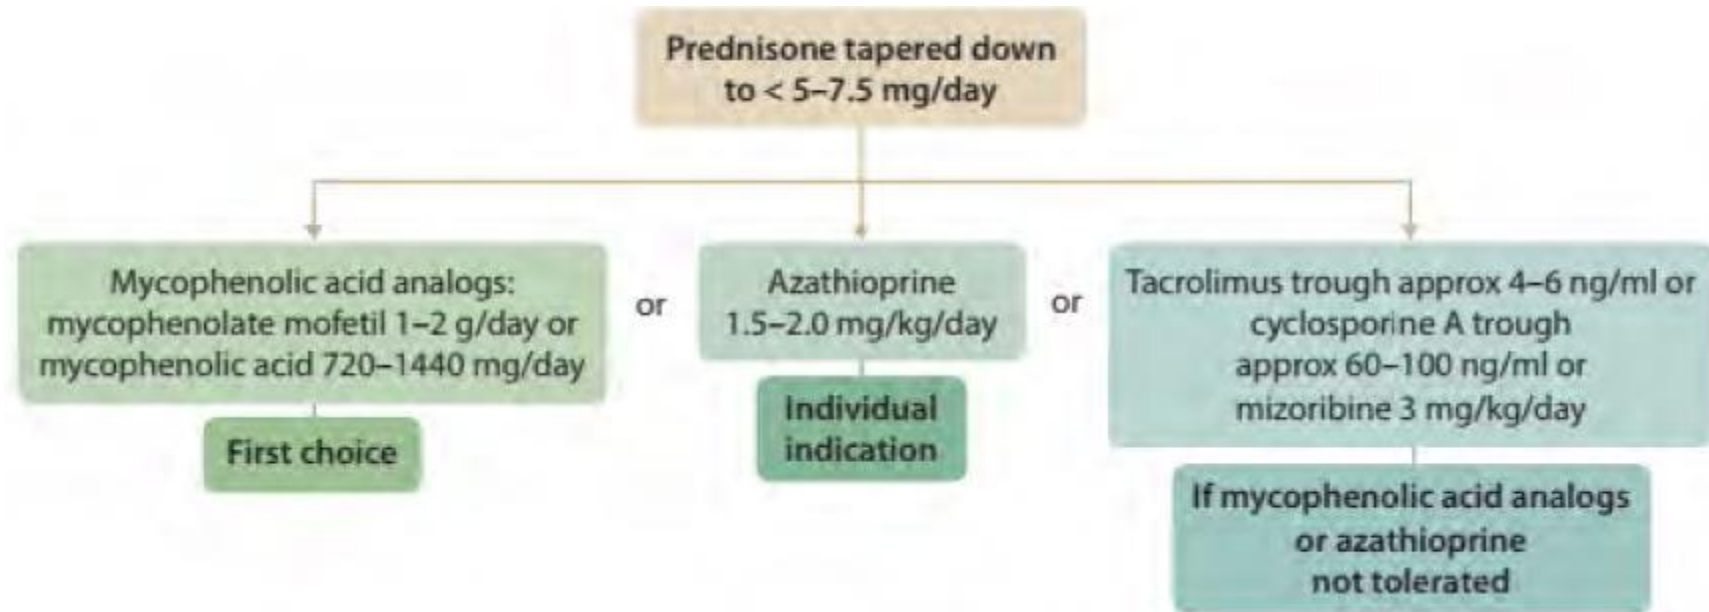 Prednisone tapered down
to < 5–7.5 mg/day
Mycophenolic acid analogs:
mycophenolate mofetil 1–2 g/day or
mycophenolic acid 720–1440 mg/day
First choice
or
Azathioprine
1.5–2.0 mg/kg/day
Individual
indication
or
Tacrolimus trough approx 4–6 ng/ml or
cyclosporine A trough
approx 60–100 ng/ml or
mizoribine 3 mg/kg/day
If mycophenolic acid analogs
or azathioprine
not tolerated